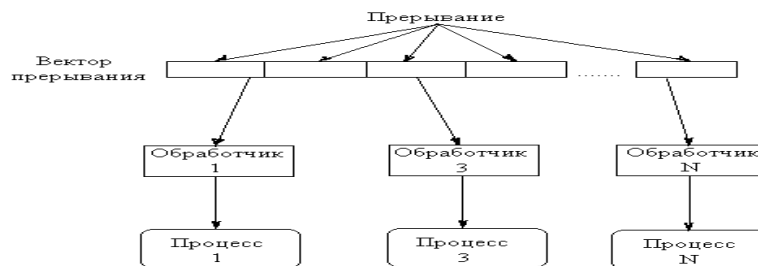 Прерывание
Вектор
прерывания
.......
Обработчик
1
Обработчик
3
Обработчик
N
Процесс
1
Процесс
3
Процесс
N